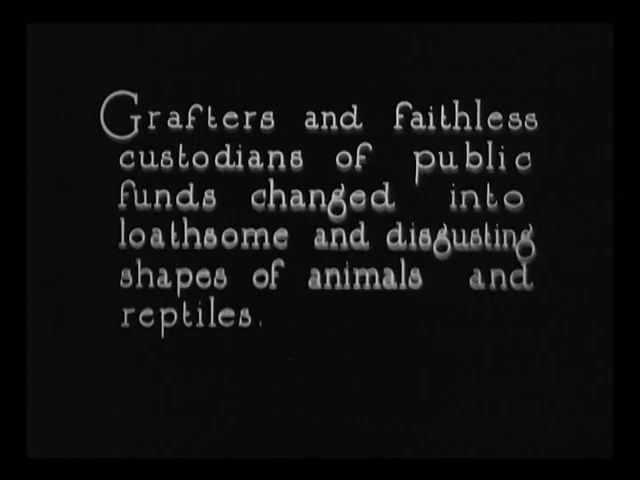 Grafters and faithless
custodians of public
funds changed into
loathsome and disgusting
shapes of animals and
reptiles.